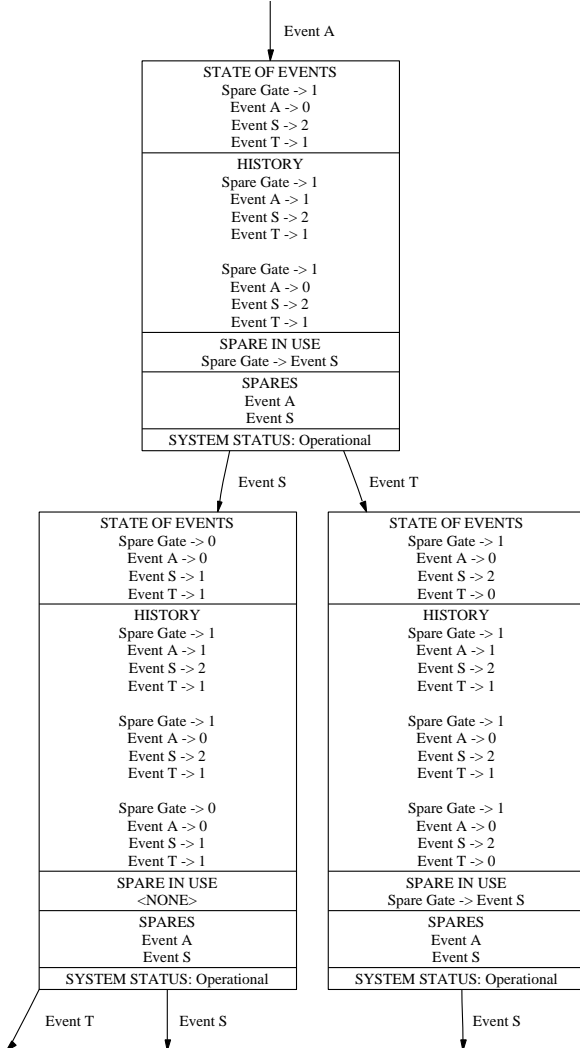 Event A
STATE OF EVENTS
Spare Gate -> 1
Event A -> 0
Event S -> 2
Event T -> 1
HISTORY
Spare Gate -> 1
Event A -> 1
Event S -> 2
Event T -> 1
Spare Gate -> 1
Event A -> 0
Event S -> 2
Event T -> 1
SPARE IN USE
Spare Gate -> Event S
SPARES
Event A
Event S
SYSTEM STATUS: Operational
Event S
Event T
STATE OF EVENTS
Spare Gate -> 0
Event A -> 0
Event S -> 1
Event T -> 1
HISTORY
Spare Gate -> 1
Event A -> 1
Event S -> 2
Event T -> 1
Spare Gate -> 1
Event A -> 0
Event S -> 2
Event T -> 1
Spare Gate -> 0
Event A -> 0
Event S -> 1
Event T -> 1
SPARE IN USE
<NONE>
SPARES
Event A
Event S
SYSTEM STATUS: Operational
STATE OF EVENTS
Spare Gate -> 1
Event A -> 0
Event S -> 2
Event T -> 0
HISTORY
Spare Gate -> 1
Event A -> 1
Event S -> 2
Event T -> 1
Spare Gate -> 1
Event A -> 0
Event S -> 2
Event T -> 1
Spare Gate -> 1
Event A -> 0
Event S -> 2
Event T -> 0
SPARE IN USE
Spare Gate -> Event S
SPARES
Event A
Event S
SYSTEM STATUS: Operational
Event T
Event S
Event S